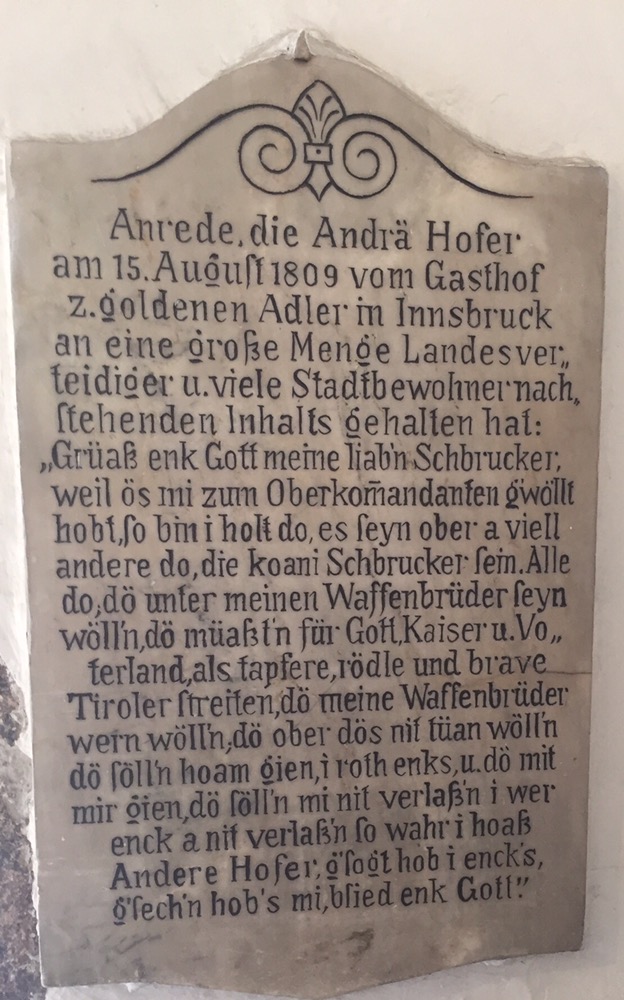 Anrede, die Andrä Hofer
am 15. Auguſt 1809 vom Gasthof
z. goldenen Adler in Innsbruck
an eine große Menge Landesver„
teidiger u. viele Stadtbewohner nach„
ſtehenden Inhalts gehalten hat:
„Grüaß enk Gott meine liab'n Schbrucker,
weil ös mi zum Oberkom̄andanten g'wöllt
hobt, ſo bin i holt do, es ſeyn ober a viell
andere do, die koani Schbrucker ſein. Alle
do, dö unter meinen Waffenbrüder ſeyn
wöll'n, dö müaßt'n für Gott, Kaiser u. Vo„
terland, als tapfere, rödle und brave
Tiroler ſtreiten, dö meine Waffenbrüder
wern wöll'n, dö ober dös nit tüan wöll'n
dö ſöll'n hoam gien, i roth enks, u. dö mit
mir gien, dö ſöll'n mi nit verlaß'n i wer
enck a nit verlaß'n ſo wahr i hoaß
Andere Hofer, g'ſogt hob i enck's,
g'ſech'n hob's mi, bſied enk Gott."